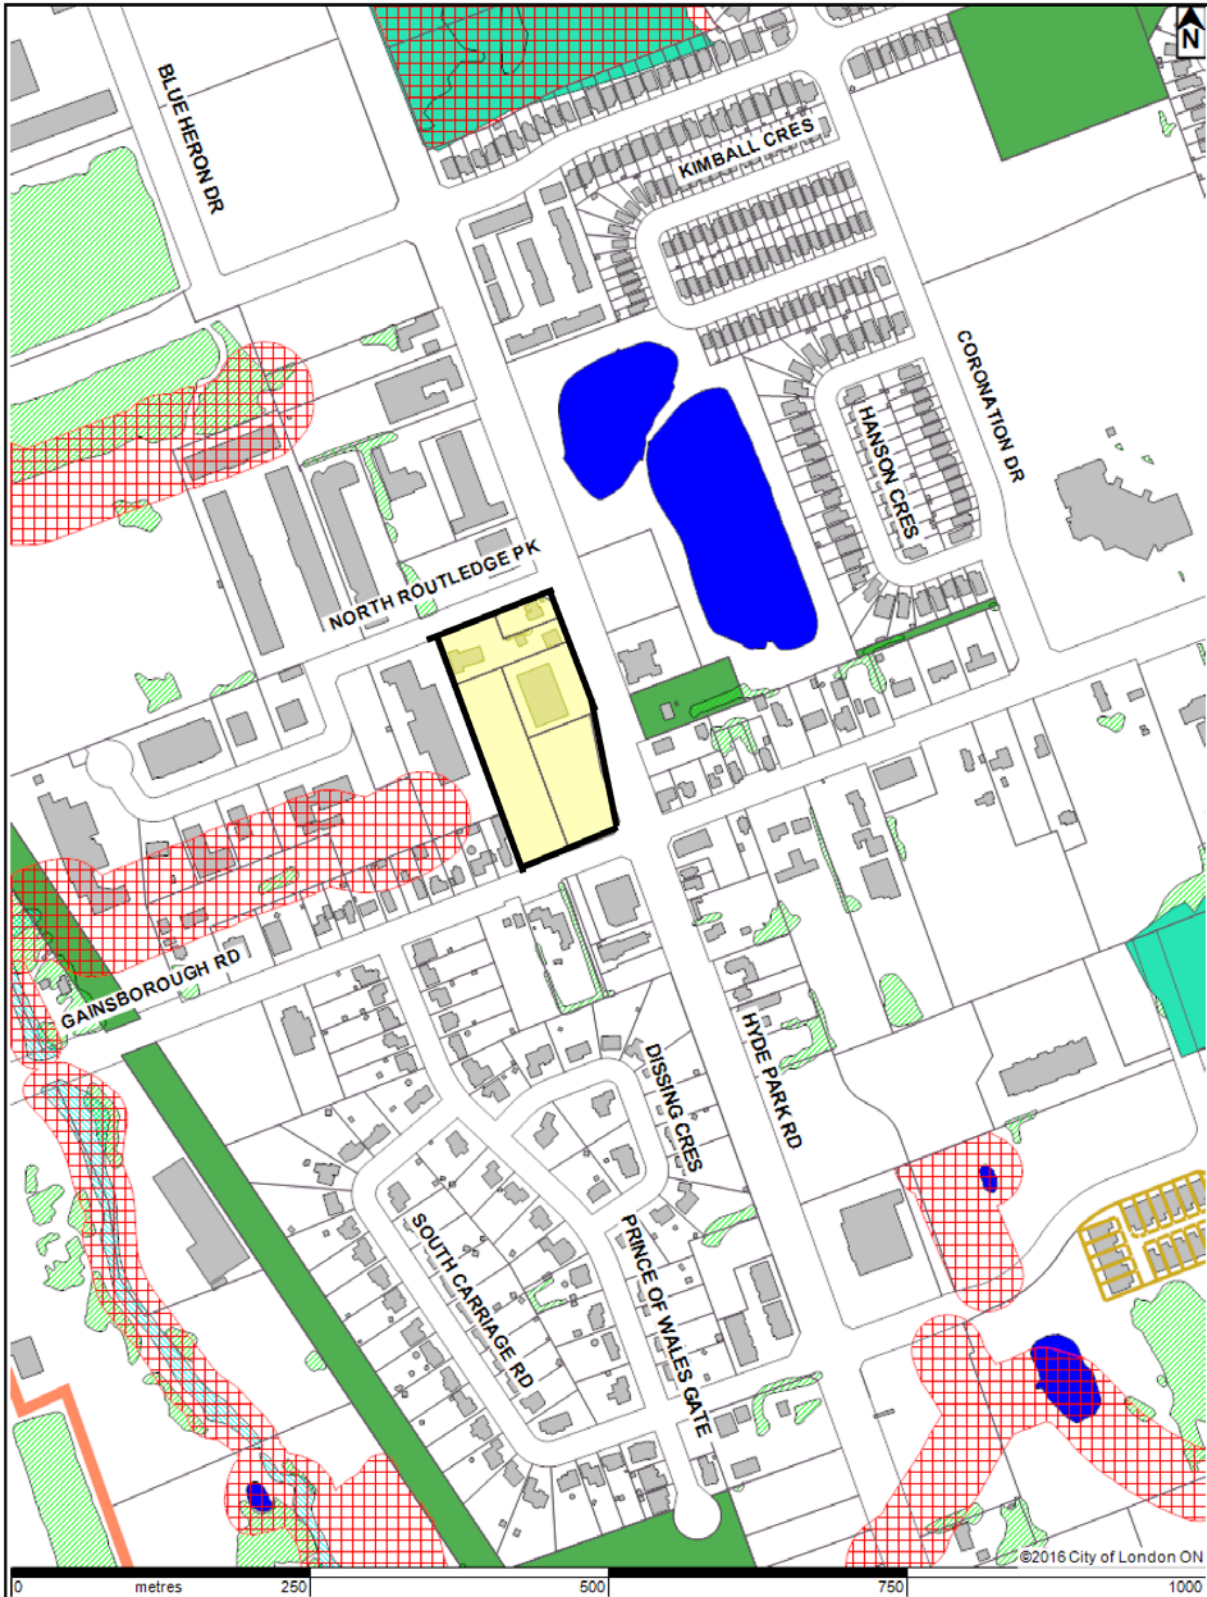 N
BLUE HERON DR
KIMBALL CRES
CORONATION DR
HANSON CRES
NORTH ROUTLEDGE PK
GAINSBOROUGH RD
HYDE PARK RD
DISSING CRES
SOUTH CARRIAGE RD
PRINCE OF WALES GATE
©2016 City of London ON
0 metres 250 500 750 1000